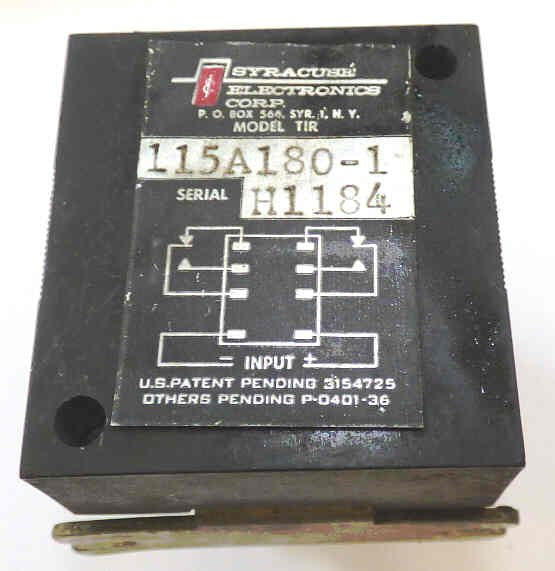 SYRACUSE
ELECTRONICS
CORP.
P. O. BOX 566, SYR. 1, N. Y.
MODEL TIR
115A180-1
SERIAL H1184
- INPUT +
U.S. PATENT PENDING 3154725
OTHERS PENDING P-0401-36